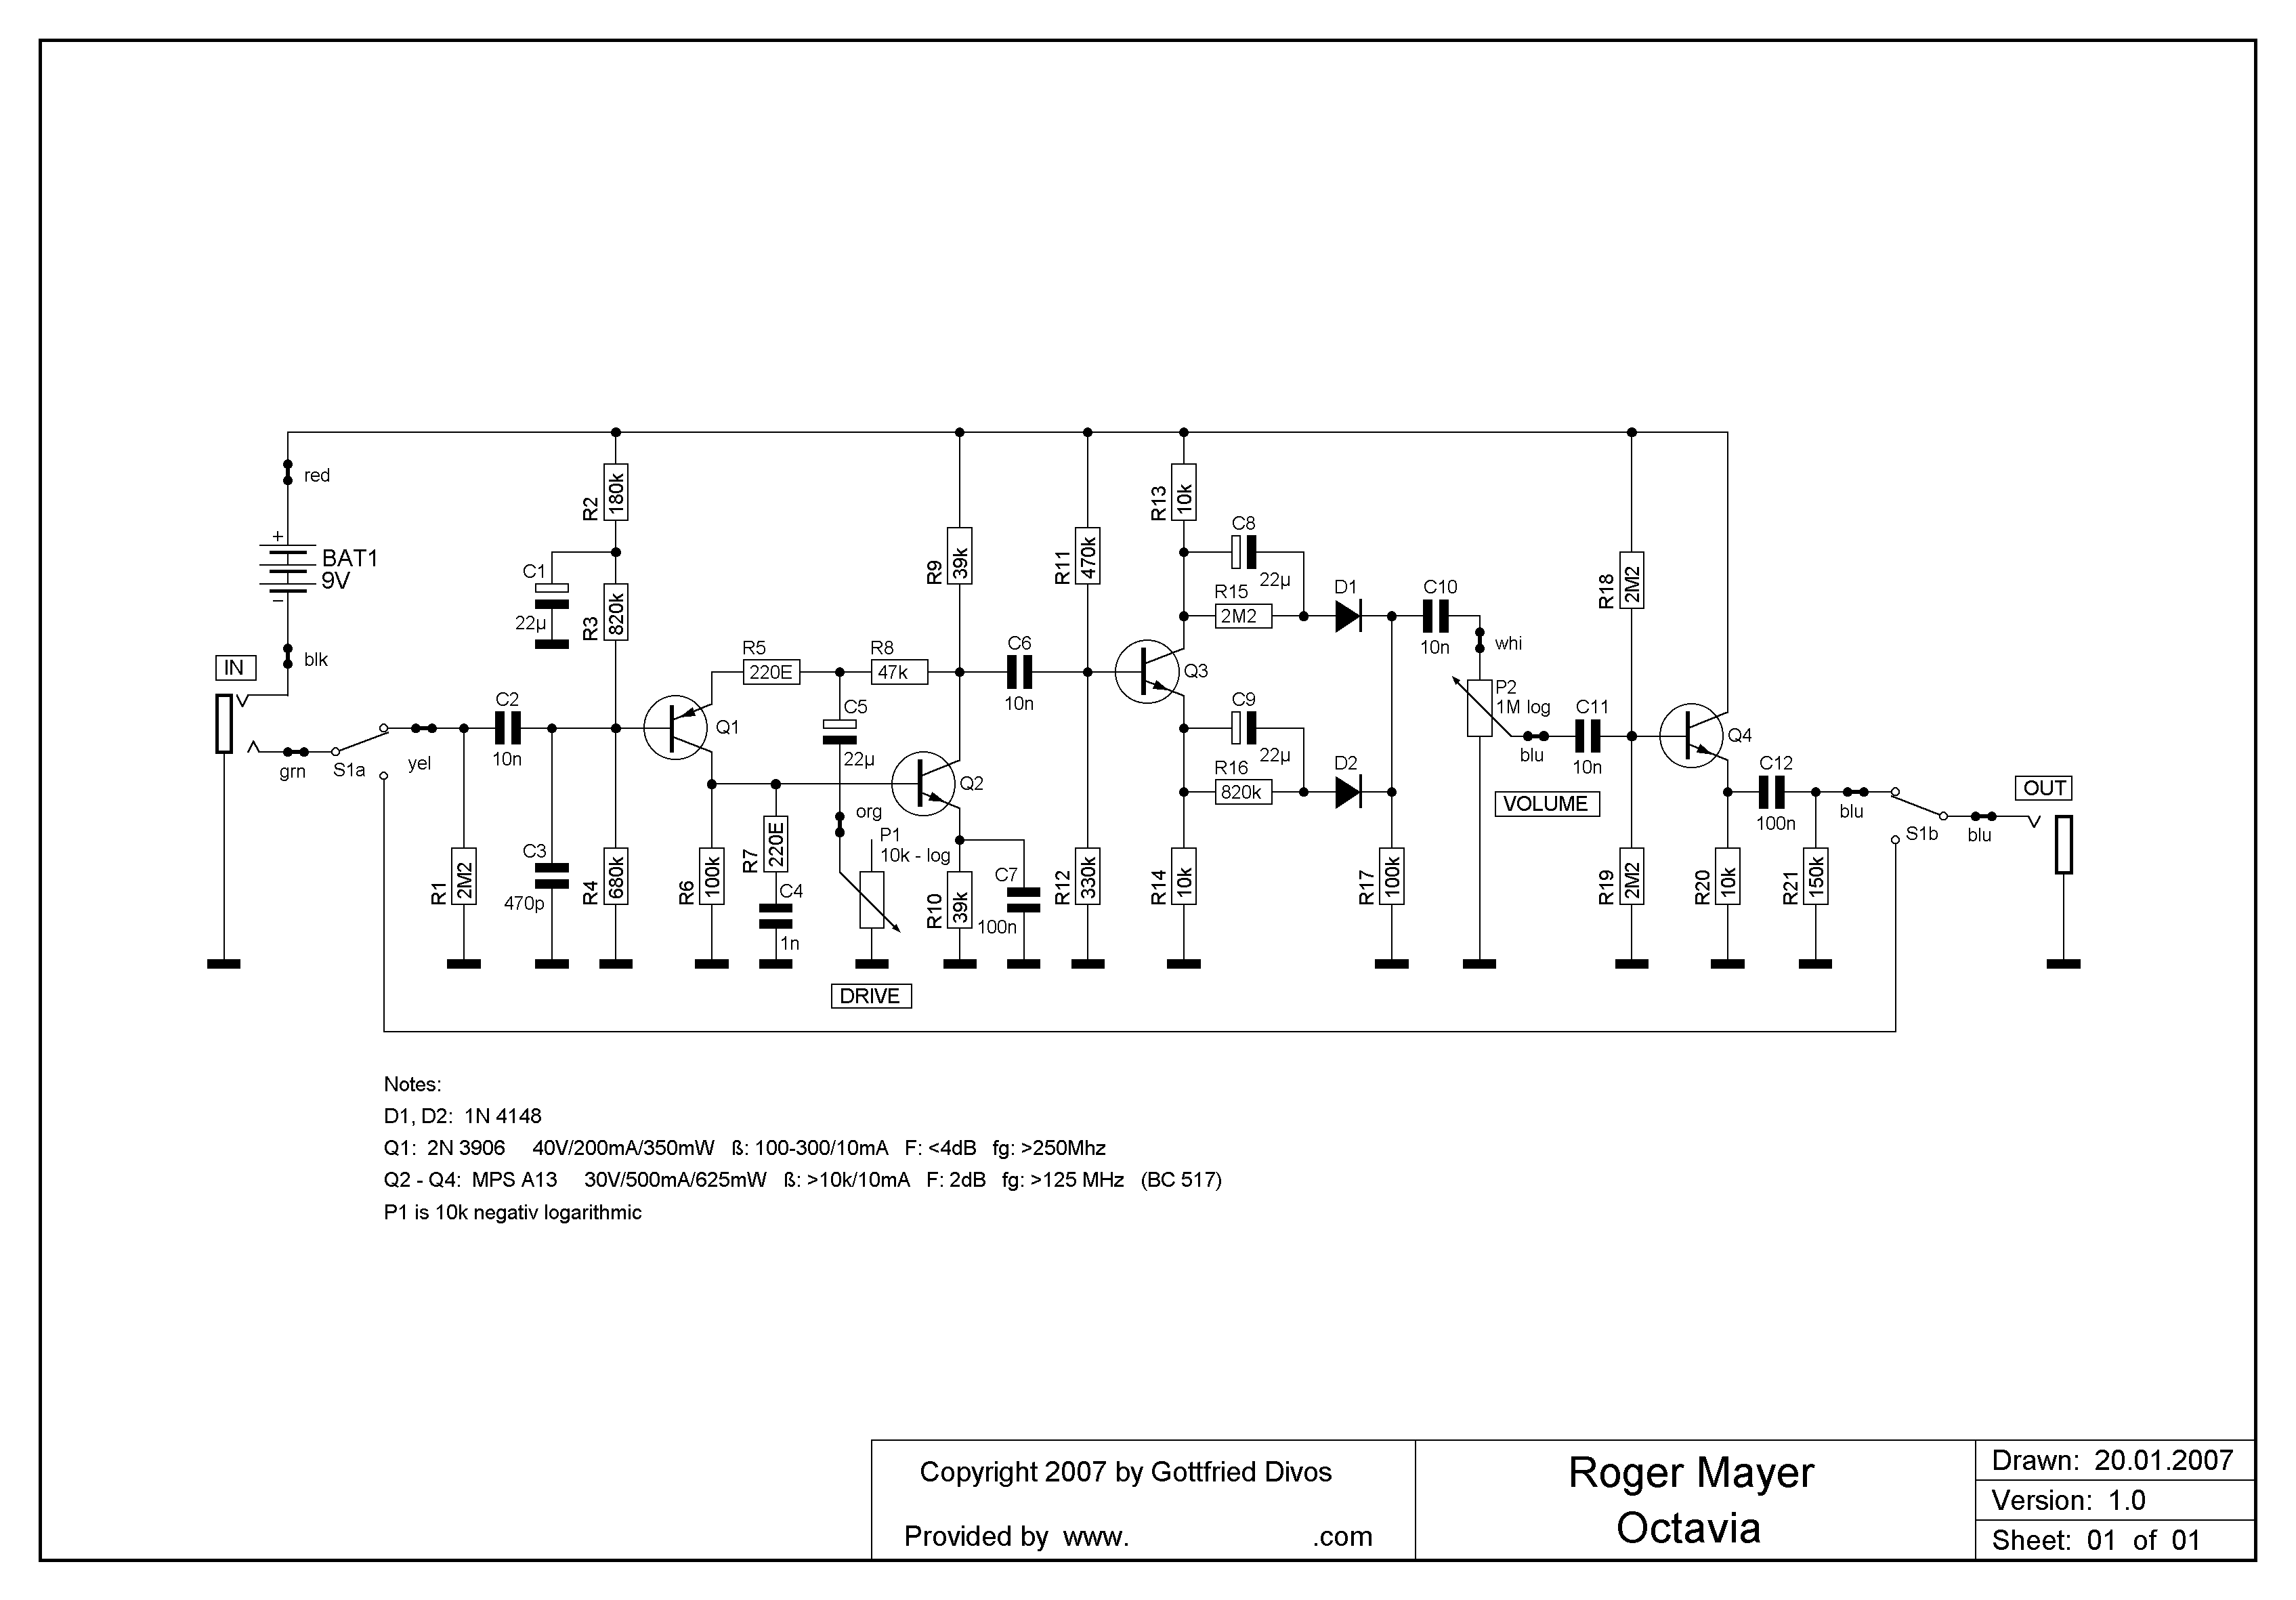 red
+
BAT1
9V
−
blk
IN
grn
S1a
yel
R1
2M2
C2
10n
C3
470p
C1
22µ
R2
180k
R3
820k
R4
680k
Q1
R5
220E
R6
100k
R7
220E
C4
1n
R8
47k
C5
22µ
org
P1
10k - log
DRIVE
Q2
R9
39k
R10
39k
C7
100n
C6
10n
R11
470k
R12
330k
Q3
R13
10k
R14
10k
C8
22µ
R15
2M2
D1
C9
22µ
R16
820k
D2
R17
100k
C10
10n
whi
P2
1M log
blu
VOLUME
C11
10n
R18
2M2
R19
2M2
Q4
R20
10k
C12
100n
R21
150k
blu
S1b
blu
OUT
Notes:
D1, D2: 1N 4148
Q1: 2N 3906 40V/200mA/350mW ß: 100-300/10mA F: <4dB fg: >250Mhz
Q2 - Q4: MPS A13 30V/500mA/625mW ß: >10k/10mA F: 2dB fg: >125 MHz (BC 517)
P1 is 10k negativ logarithmic
Copyright 2007 by Gottfried Divos
Provided by www. .com
Roger Mayer
Octavia
Drawn: 20.01.2007
Version: 1.0
Sheet: 01 of 01